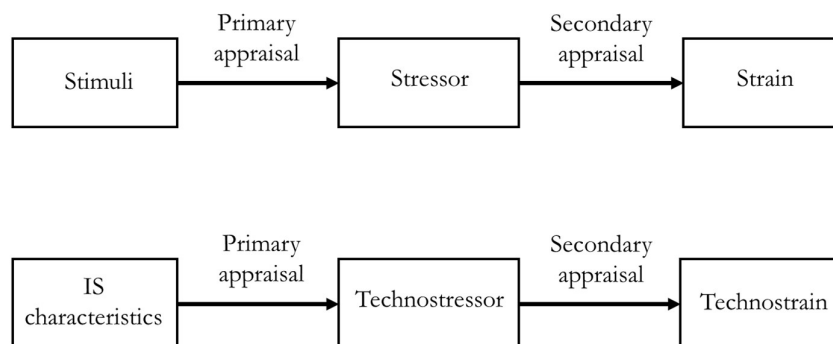 Primary
appraisal
Secondary
appraisal
Stimuli
Stressor
Strain
Primary
appraisal
Secondary
appraisal
IS
characteristics
Technostressor
Technostrain